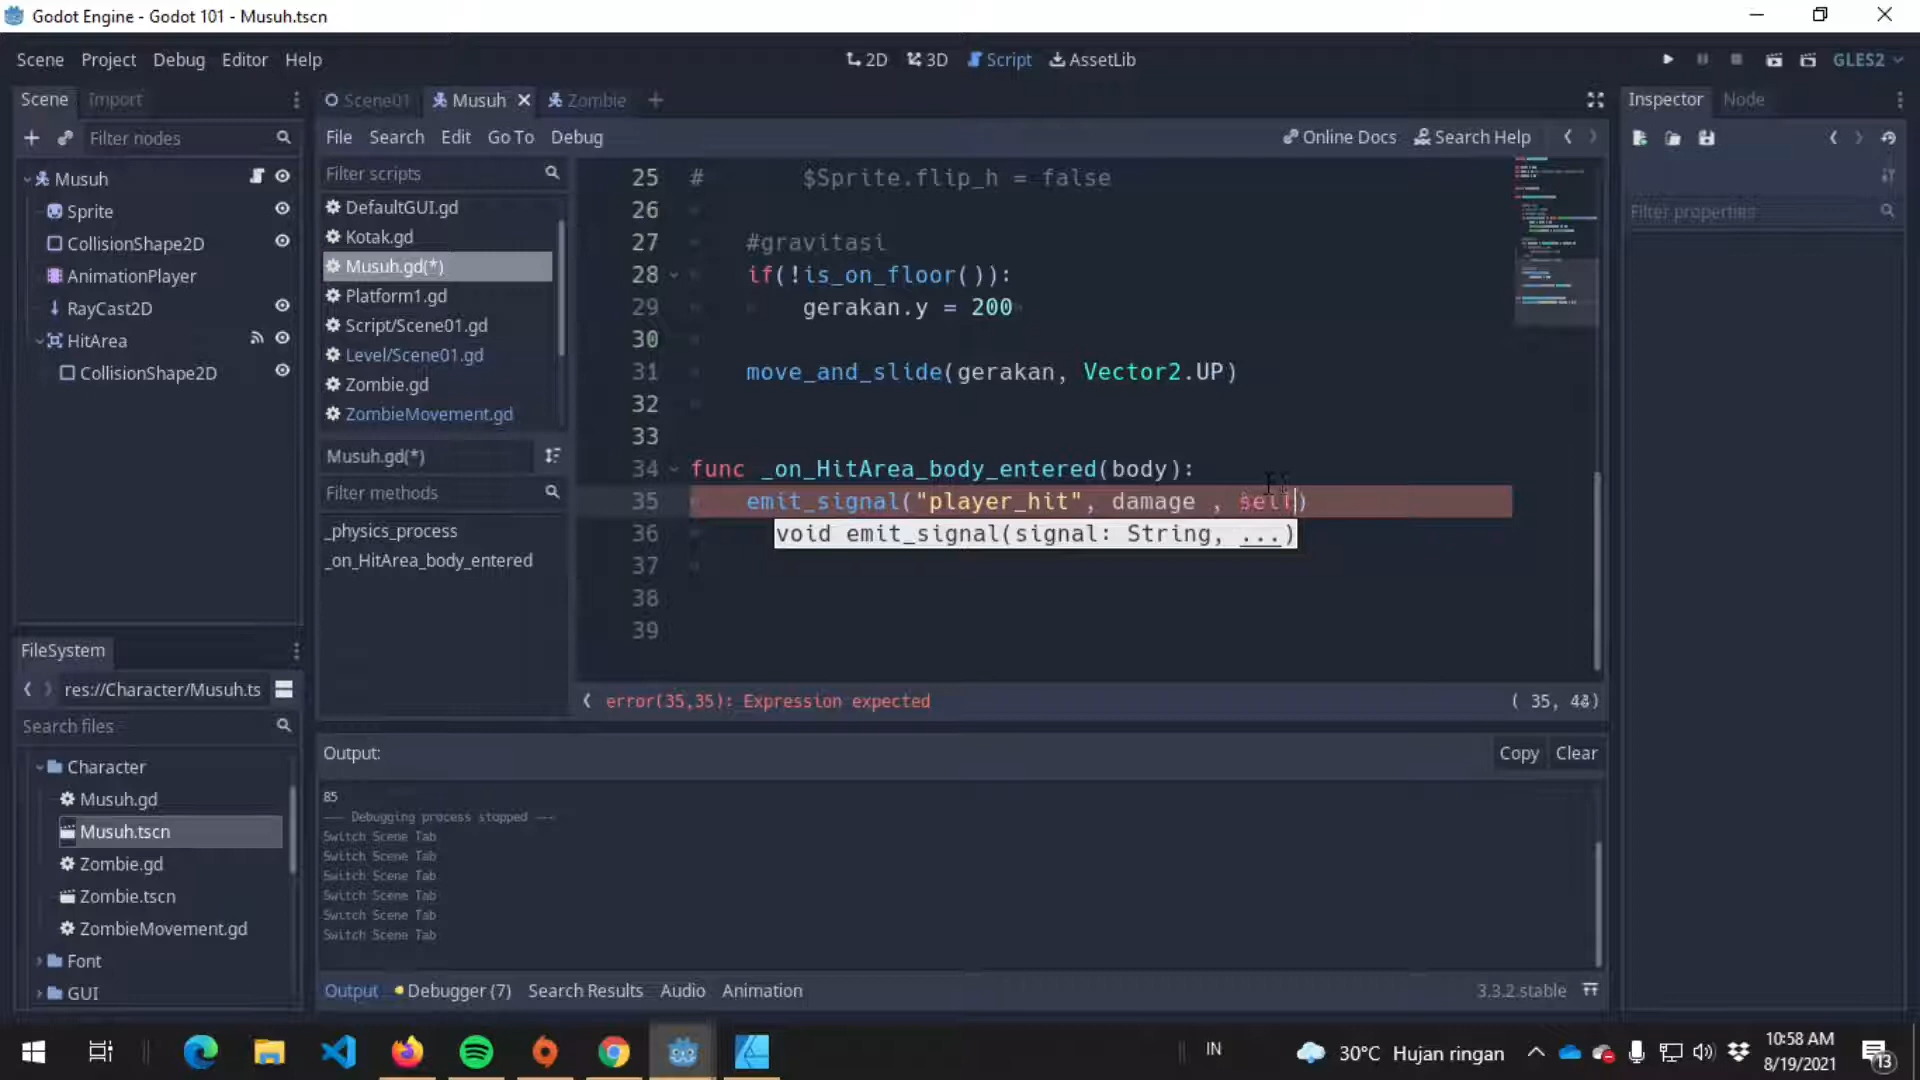 Godot Engine - Godot 101 - Musuh.tscn
Scene Project Debug Editor Help
2D 3D Script AssetLib
GLES2
Scene Import
Scene01 Musuh Zombie
Inspector Node
Filter nodes
File Search Edit Go To Debug
Online Docs Search Help
Musuh
Sprite
CollisionShape2D
AnimationPlayer
RayCast2D
HitArea
CollisionShape2D
Filter scripts
DefaultGUI.gd
Kotak.gd
Musuh.gd(*)
Platform1.gd
Script/Scene01.gd
Level/Scene01.gd
Zombie.gd
ZombieMovement.gd
Musuh.gd(*)
Filter methods
_physics_process
_on_HitArea_body_entered
25 # $Sprite.flip_h = false
26
27 #gravitasi
28 if(!is_on_floor()):
29 gerakan.y = 200
30
31 move_and_slide(gerakan, Vector2.UP)
32
33
34 func _on_HitArea_body_entered(body):
35 emit_signal("player_hit", damage , self)
36 void emit_signal(signal: String, ...)
37
38
39
error(35,35): Expression expected
Filter properties
FileSystem
res://Character/Musuh.ts
Search files
Character
Musuh.gd
Musuh.tscn
Zombie.gd
Zombie.tscn
ZombieMovement.gd
Font
GUI
Output:
Copy Clear
85
--- Debugging process stopped ---
Switch Scene Tab
Switch Scene Tab
Switch Scene Tab
Switch Scene Tab
Switch Scene Tab
Switch Scene Tab
Output Debugger (7) Search Results Audio Animation
3.3.2.stable
IN
30°C Hujan ringan
10:58 AM
8/19/2021
13